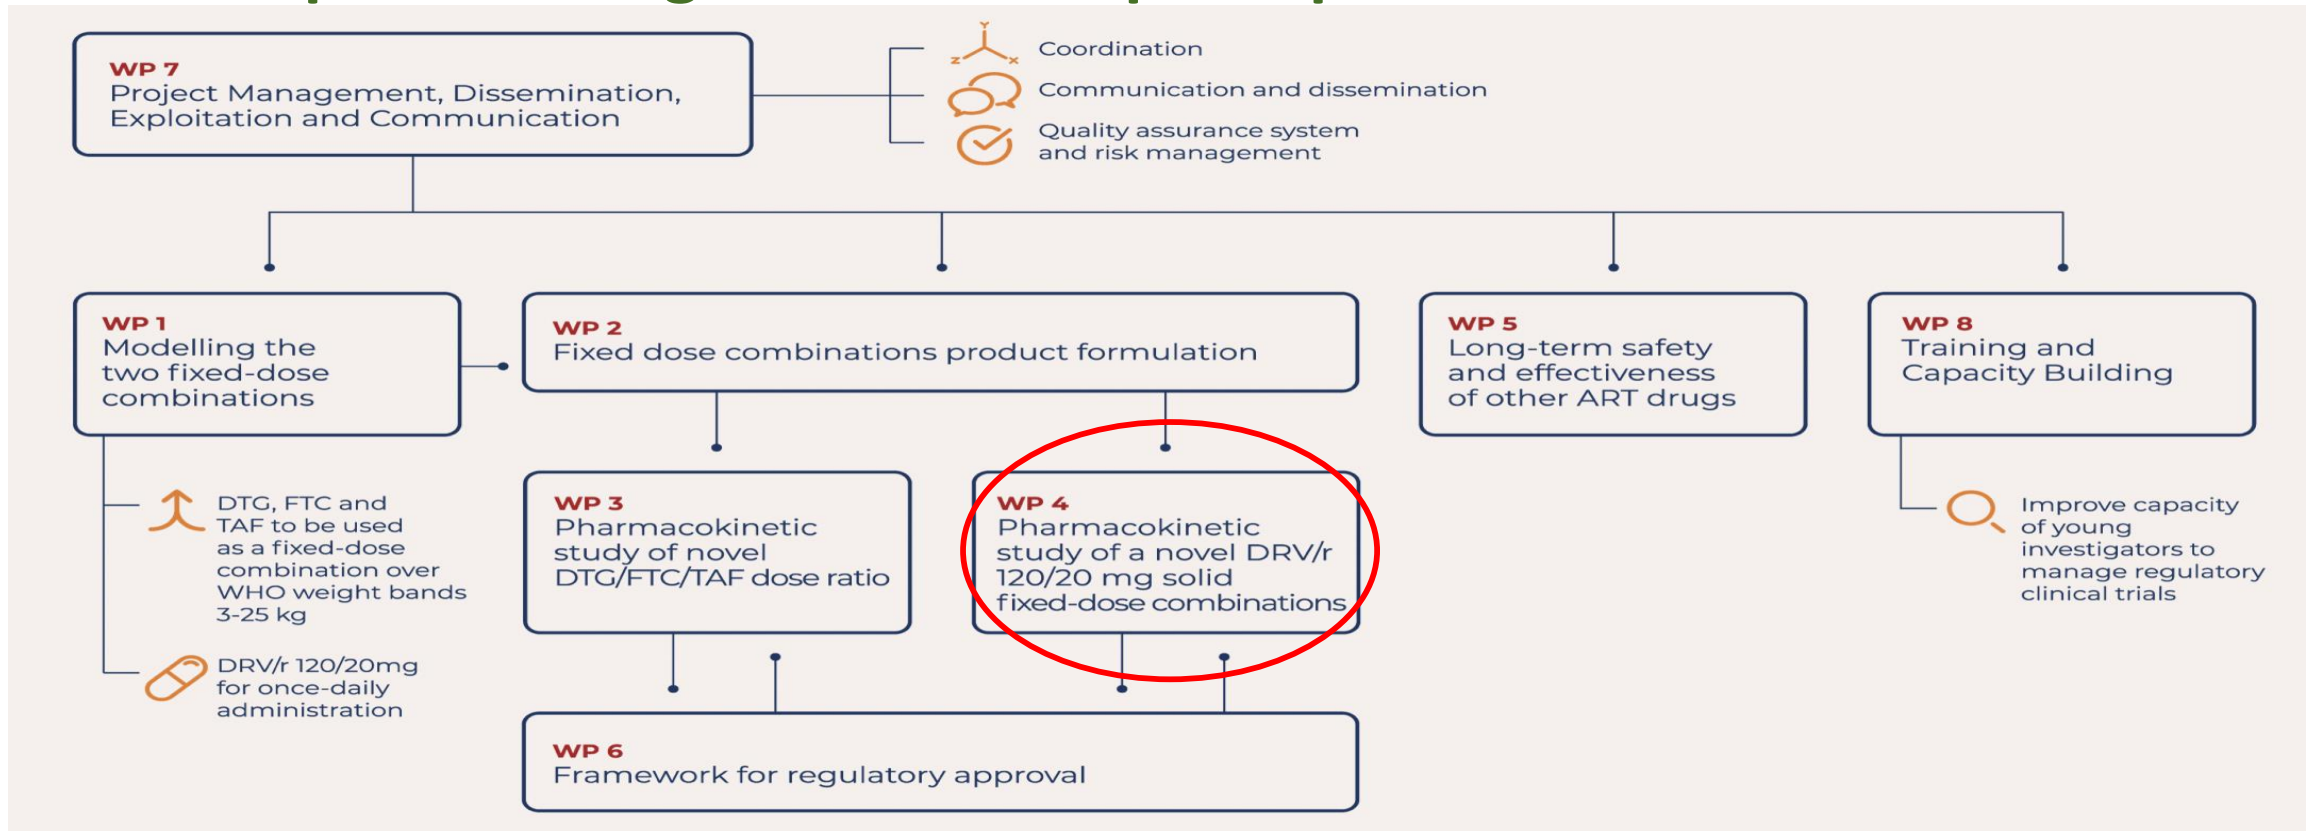 WP 7
Project Management, Dissemination,
Exploitation and Communication
Y
Z
X
Coordination
Communication and dissemination
Quality assurance system
and risk management
WP 1
Modelling the
two fixed-dose
combinations
WP 2
Fixed dose combinations product formulation
WP 5
Long-term safety
and effectiveness
of other ART drugs
WP 8
Training and
Capacity Building
DTG, FTC and
TAF to be used
as a fixed-dose
combination over
WHO weight bands
3-25 kg
DRV/r 120/20mg
for once-daily
administration
WP 3
Pharmacokinetic
study of novel
DTG/FTC/TAF dose ratio
WP 4
Pharmacokinetic
study of a novel DRV/r
120/20 mg solid
fixed-dose combinations
Improve capacity
of young
investigators to
manage regulatory
clinical trials
WP 6
Framework for regulatory approval